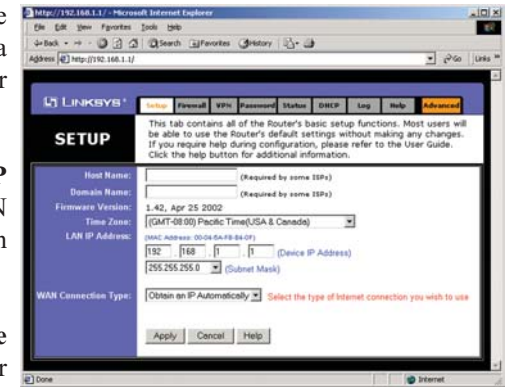 http://192.168.1.1/ - Microsoft Internet Explorer
File Edit View Favorites Tools Help
Back Search Favorites History
Address http://192.168.1.1/ Go Links »
LINKSYS®
Setup Firewall VPN Password Status DHCP Log Help Advanced
SETUP
This tab contains all of the Router's basic setup functions. Most users will
be able to use the Router's default settings without making any changes.
If you require help during configuration, please refer to the User Guide.
Click the help button for additional information.
Host Name: (Required by some ISPs)
Domain Name: (Required by some ISPs)
Firmware Version: 1.42, Apr 25 2002
Time Zone: (GMT-08:00) Pacific Time(USA & Canada)
LAN IP Address: (MAC Address: 00-04-5A-FB-84-0F)
192 . 168 . 1 . 1 (Device IP Address)
255.255.255.0 (Subnet Mask)
WAN Connection Type: Obtain an IP Automatically Select the type of Internet connection you wish to use
Apply Cancel Help
Done Internet
e
a
r
P
N
n
e
r